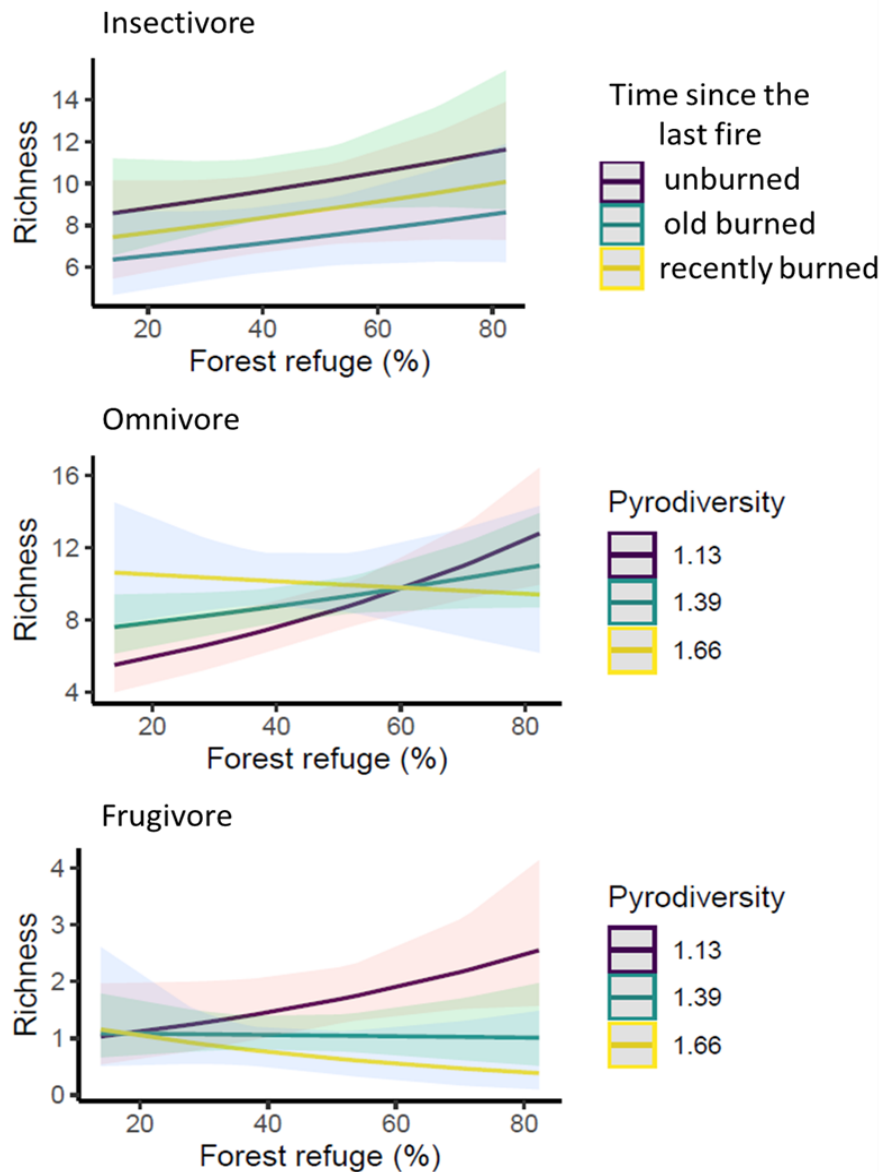 Insectivore
Richness
14
12
10
8
6
20 40 60 80
Forest refuge (%)
Time since the
last fire
unburned
old burned
recently burned
Omnivore
Richness
16
12
8
4
20 40 60 80
Forest refuge (%)
Pyrodiversity
1.13
1.39
1.66
Frugivore
Richness
4
3
2
1
0
20 40 60 80
Forest refuge (%)
Pyrodiversity
1.13
1.39
1.66